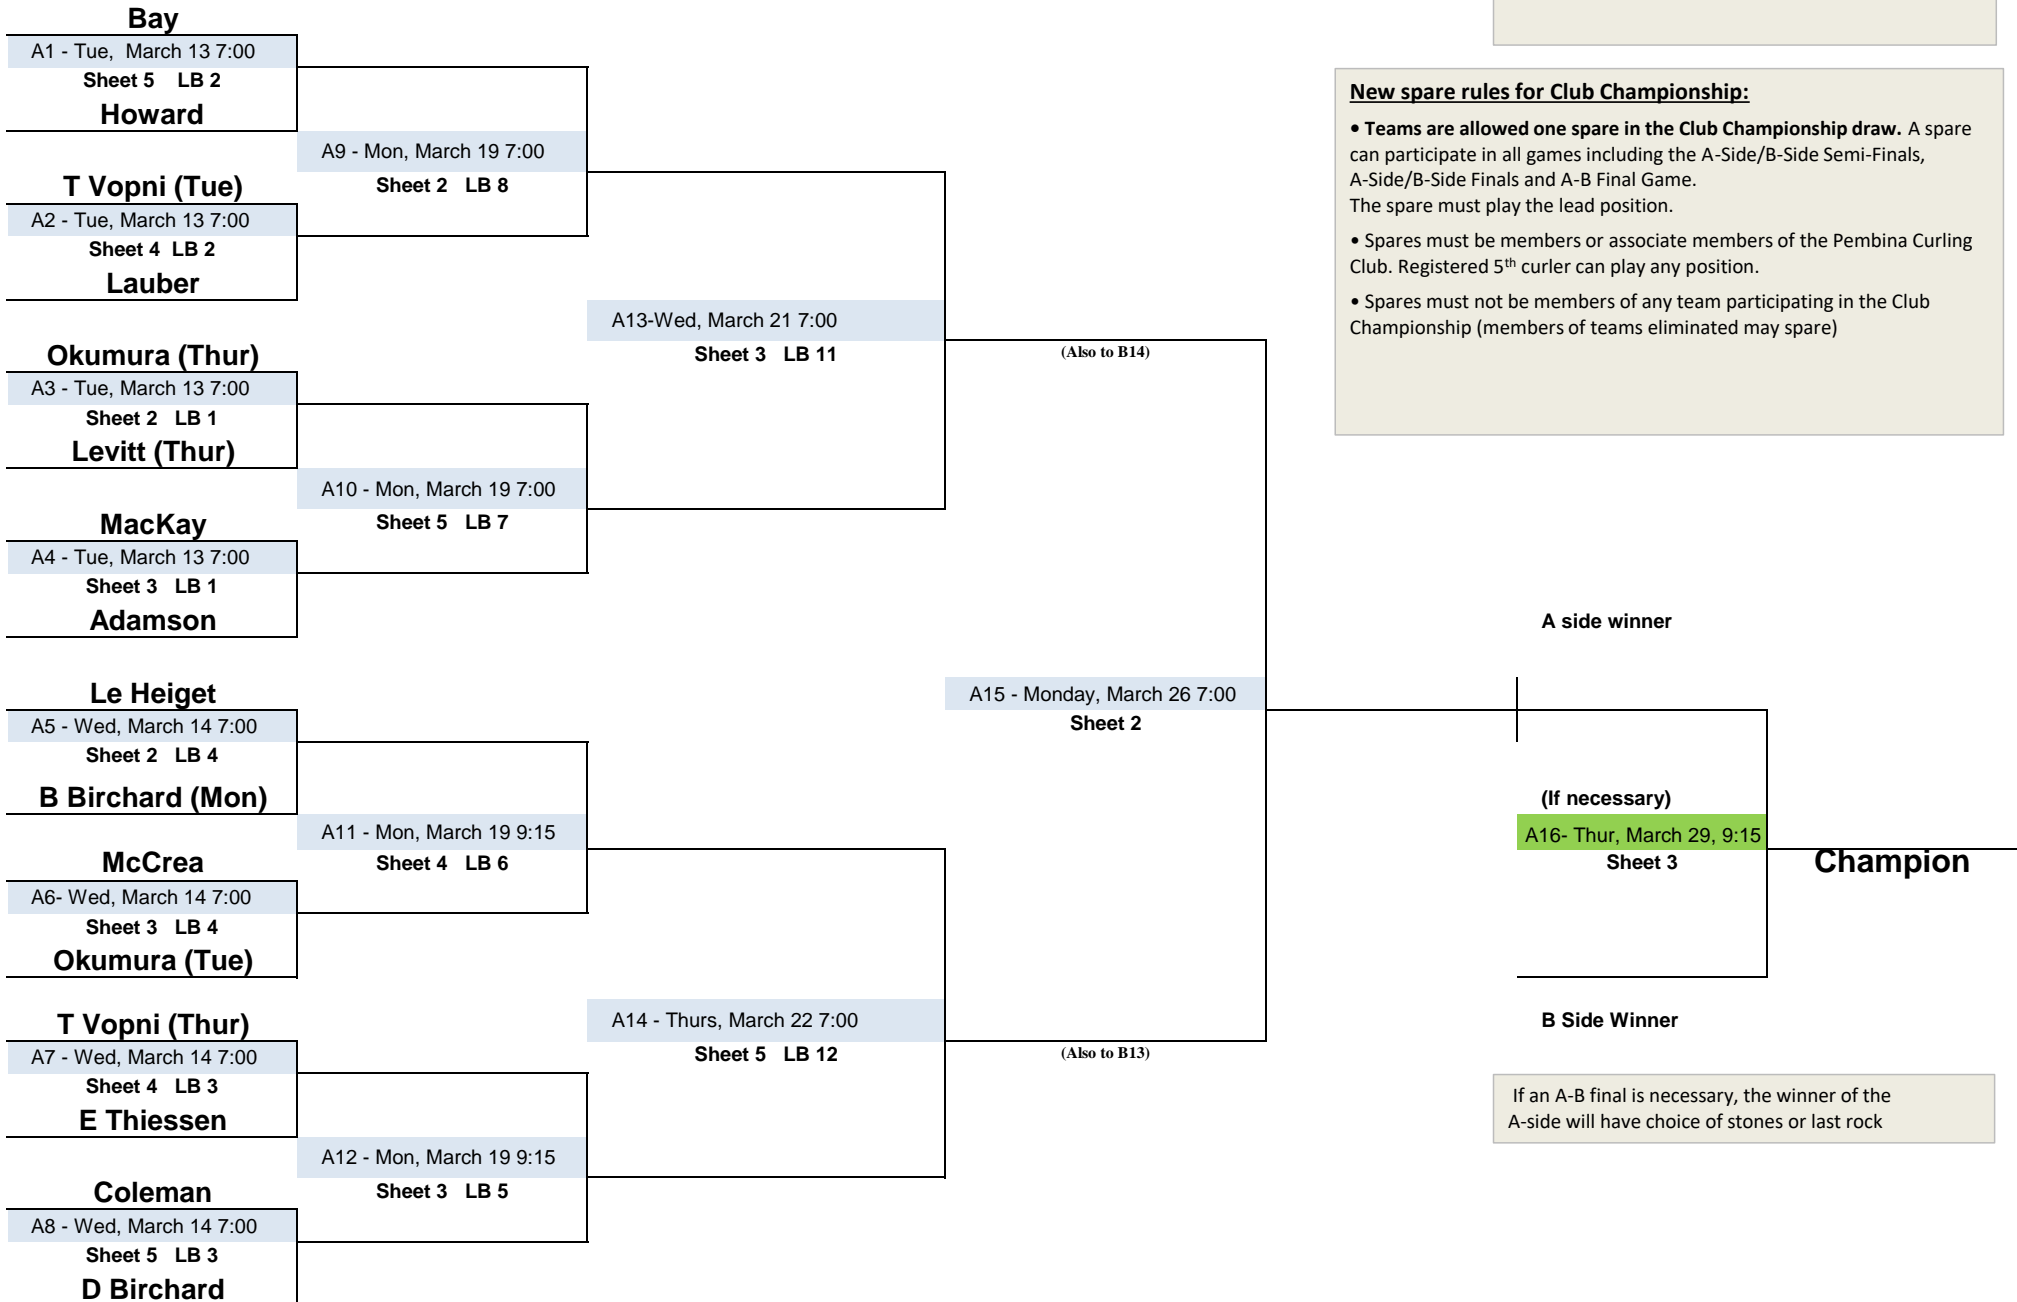 Bay
A1 - Tue,  March 13 7:00
Sheet 5    LB 2
Howard
A9 - Mon, March 19 7:00
Sheet 2   LB 8
T Vopni (Tue)
A2 - Tue, March 13 7:00
Sheet 4  LB 2
Lauber
A13-Wed, March 21 7:00
Sheet 3   LB 11
(Also to B14)
Okumura (Thur)
A3 - Tue, March 13 7:00
Sheet 2   LB 1
Levitt (Thur)
A10 - Mon, March 19 7:00
Sheet 5   LB 7
MacKay
A4 - Tue, March 13 7:00
Sheet 3   LB 1
Adamson
Le Heiget
A5 - Wed, March 14 7:00
Sheet 2   LB 4
B Birchard (Mon)
A15 - Monday, March 26 7:00
Sheet 2
A11 - Mon, March 19 9:15
Sheet 4   LB 6
McCrea
A6- Wed, March 14 7:00
Sheet 3   LB 4
Okumura (Tue)
T Vopni (Thur)
A7 - Wed, March 14 7:00
Sheet 4   LB 3
E Thiessen
A14 - Thurs, March 22 7:00
Sheet 5   LB 12
(Also to B13)
A12 - Mon, March 19 9:15
Sheet 3   LB 5
Coleman
A8 - Wed, March 14 7:00
Sheet 5   LB 3
D Birchard
New spare rules for Club Championship:
• Teams are allowed one spare in the Club Championship draw. A spare
can participate in all games including the A-Side/B-Side Semi-Finals,
A-Side/B-Side Finals and A-B Final Game.
The spare must play the lead position.
• Spares must be members or associate members of the Pembina Curling
Club. Registered 5th curler can play any position.
• Spares must not be members of any team participating in the Club
Championship (members of teams eliminated may spare)
A side winner
(If necessary)
A16- Thur, March 29, 9:15
Sheet 3
Champion
B Side Winner
If an A-B final is necessary, the winner of the
A-side will have choice of stones or last rock